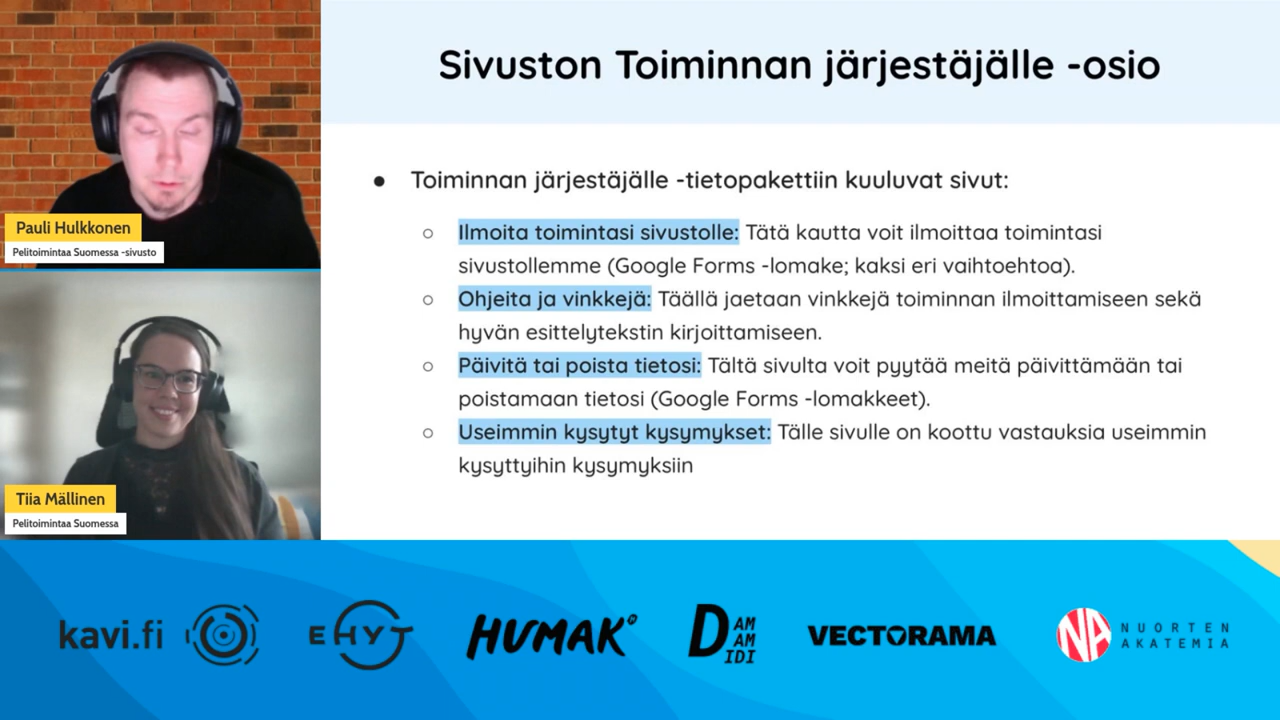 Sivuston Toiminnan järjestäjälle -osio
● Toiminnan järjestäjälle -tietopakettiin kuuluvat sivut:
○ Ilmoita toimintasi sivustolle: Tätä kautta voit ilmoittaa toimintasi
sivustollemme (Google Forms -lomake; kaksi eri vaihtoehtoa).
○ Ohjeita ja vinkkejä: Täällä jaetaan vinkkejä toiminnan ilmoittamiseen sekä
hyvän esittelytekstin kirjoittamiseen.
○ Päivitä tai poista tietosi: Tältä sivulta voit pyytää meitä päivittämään tai
poistamaan tietosi (Google Forms -lomakkeet).
○ Useimmin kysytyt kysymykset: Tälle sivulle on koottu vastauksia useimmin
kysyttyihin kysymyksiin
Pauli Hulkkonen
Pelitoimintaa Suomessa -sivusto
Tiia Mällinen
Pelitoimintaa Suomessa
kavi.fi
EHYT
HUMAK
DAM
AM
IDI
VECTORAMA
NA NUORTEN
AKATEMIA